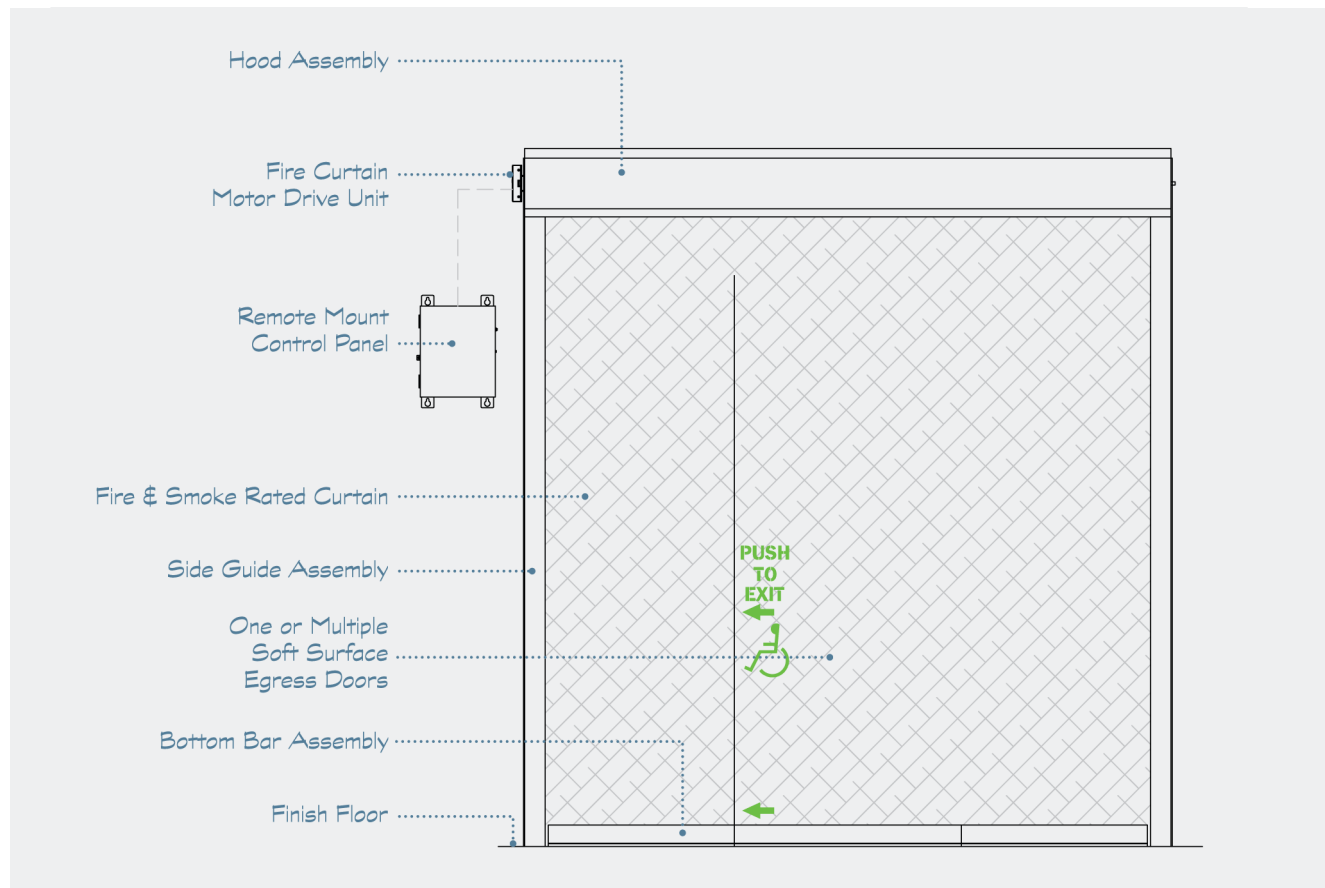 Hood Assembly
Fire Curtain
Motor Drive Unit
Remote Mount
Control Panel
Fire & Smoke Rated Curtain
Side Guide Assembly
One or Multiple
Soft Surface
Egress Doors
Bottom Bar Assembly
Finish Floor
PUSH
TO
EXIT